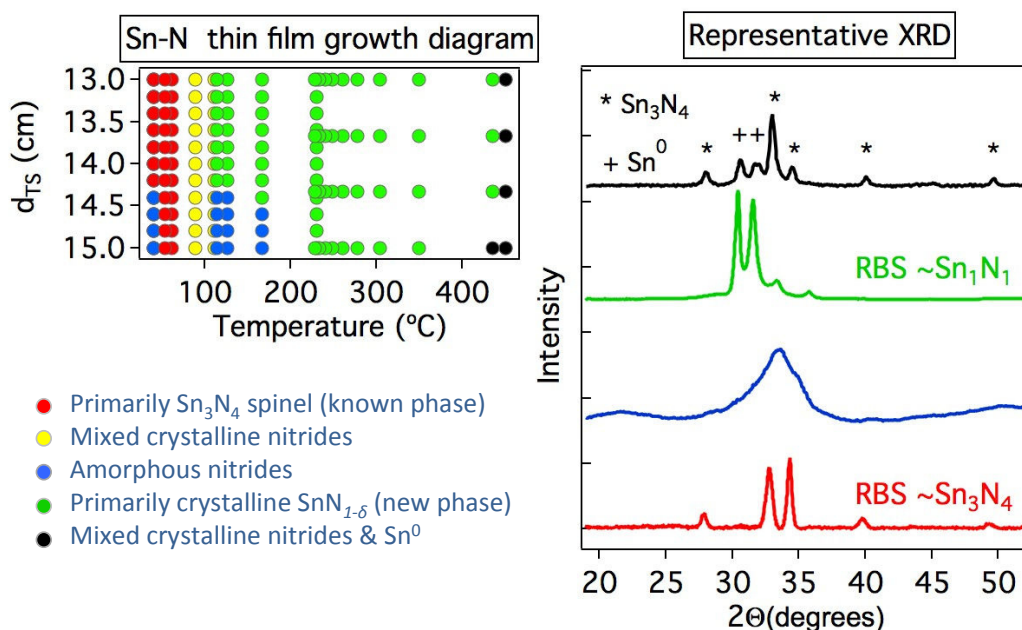 Sn-N thin film growth diagram
13.0
13.5
14.0
14.5
15.0
d_TS (cm)
100 200 300 400
Temperature (ºC)
Primarily Sn₃N₄ spinel (known phase)
Mixed crystalline nitrides
Amorphous nitrides
Primarily crystalline SnN₁₋δ (new phase)
Mixed crystalline nitrides & Sn⁰
Representative XRD
* Sn₃N₄
+ Sn⁰
* ++ * * * *
RBS ~Sn₁N₁
RBS ~Sn₃N₄
Intensity
20 25 30 35 40 45 50
2Θ(degrees)